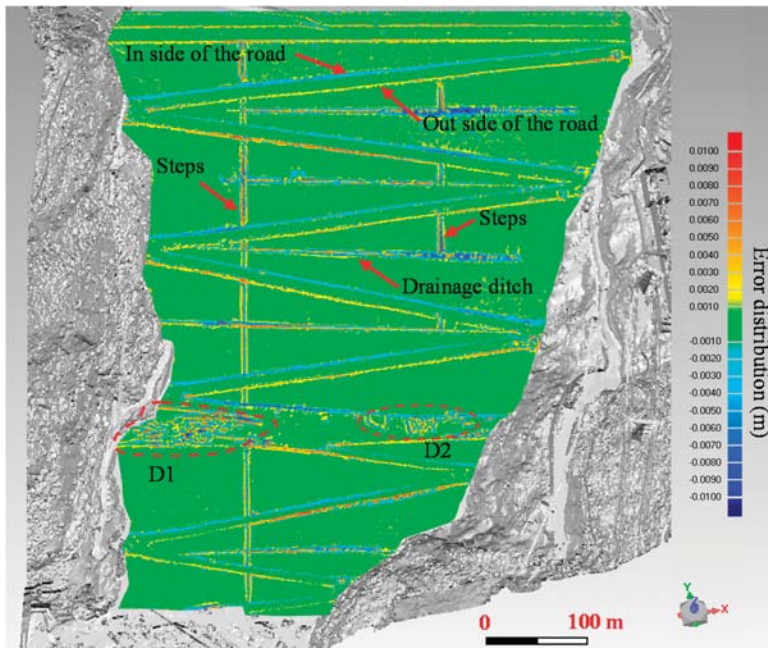 In side of the road
Out side of the road
Steps
Steps
Drainage ditch
D1
D2
0.0100
0.0090
0.0080
0.0070
0.0060
0.0050
0.0040
0.0030
0.0020
0.0010
-0.0010
-0.0020
-0.0030
-0.0040
-0.0050
-0.0060
-0.0070
-0.0080
-0.0090
-0.0100
Error distribution (m)
0 100 m
Y
X